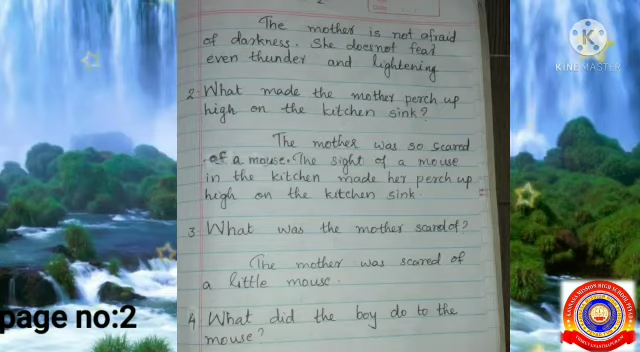 2
The mother is not afraid
of darkness. She doesnot fear
even thunder and lightening
2. What made the mother perch up
high on the kitchen sink?
The mother was so scared
of a mouse. The sight of a mouse
in the kitchen made her perch up
high on the kitchen sink.
3. What was the mother scardof?
The mother was scared of
a little mouse.
4. What did the boy do to the
mouse?
page no:2
KINEMASTER